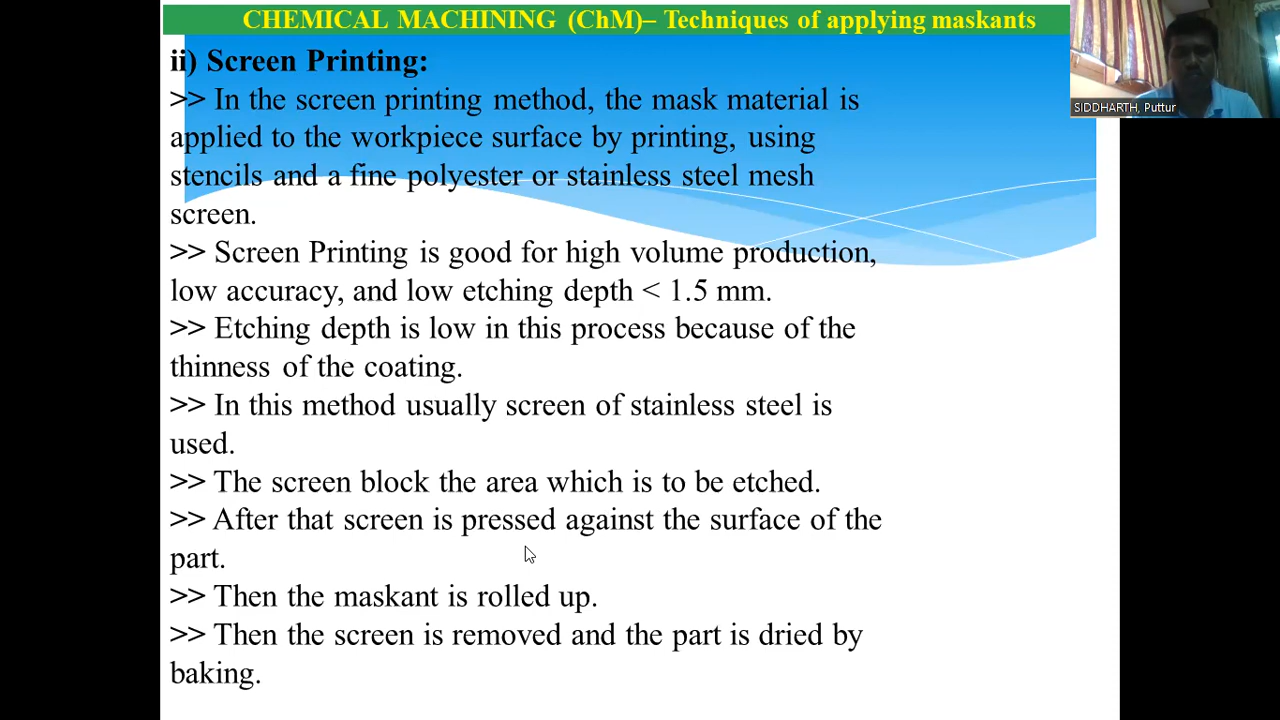 CHEMICAL MACHINING (ChM)– Techniques of applying maskants
SIDDHARTH, Puttur
ii) Screen Printing:
>> In the screen printing method, the mask material is
applied to the workpiece surface by printing, using
stencils and a fine polyester or stainless steel mesh
screen.
>> Screen Printing is good for high volume production,
low accuracy, and low etching depth < 1.5 mm.
>> Etching depth is low in this process because of the
thinness of the coating.
>> In this method usually screen of stainless steel is
used.
>> The screen block the area which is to be etched.
>> After that screen is pressed against the surface of the
part.
>> Then the maskant is rolled up.
>> Then the screen is removed and the part is dried by
baking.